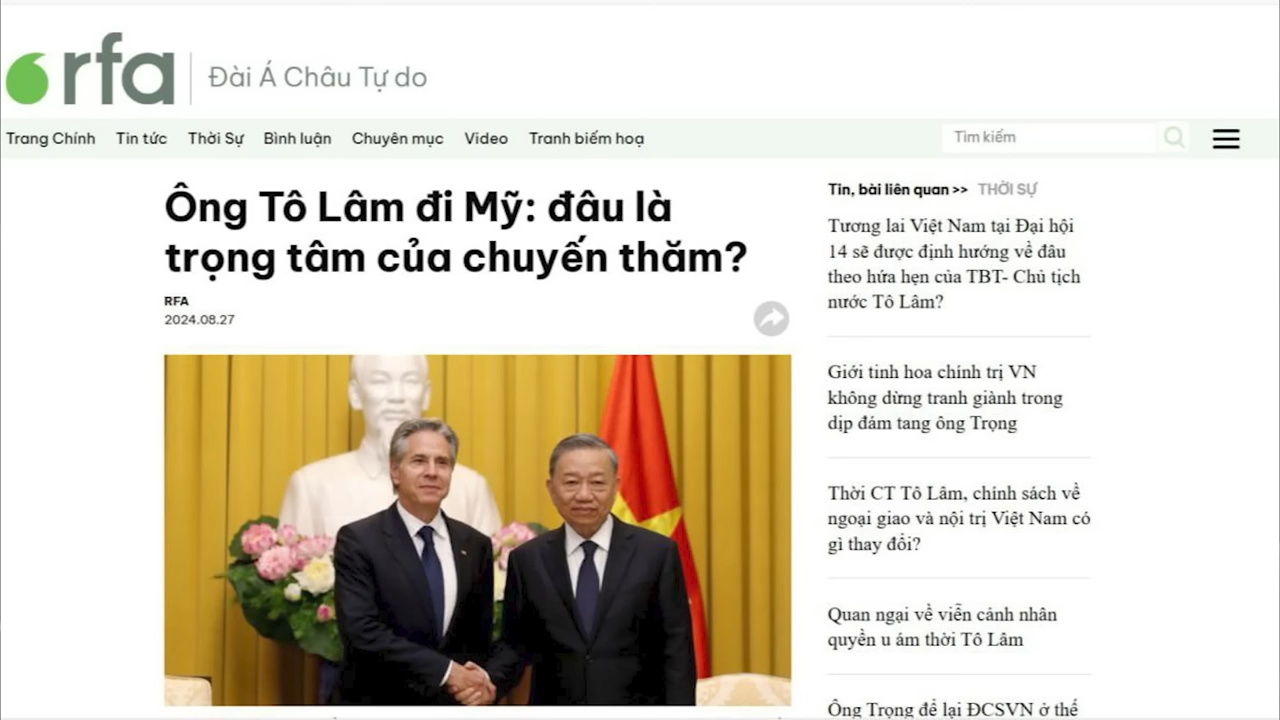 rfa Đài Á Châu Tự do
Trang Chính Tin tức Thời Sự Bình luận Chuyên mục Video Tranh biếm hoạ Tìm kiếm
Ông Tô Lâm đi Mỹ: đâu là
trọng tâm của chuyến thăm?
RFA
2024.08.27
Tin, bài liên quan >> THỜI SỰ
Tương lai Việt Nam tại Đại hội
14 sẽ được định hướng về đâu
theo hứa hẹn của TBT- Chủ tịch
nước Tô Lâm?
Giới tinh hoa chính trị VN
không dừng tranh giành trong
dịp đám tang ông Trọng
Thời CT Tô Lâm, chính sách về
ngoại giao và nội trị Việt Nam có
gì thay đổi?
Quan ngại về viễn cảnh nhân
quyền u ám thời Tô Lâm
Ông Trọng để lại ĐCSVN ở thế